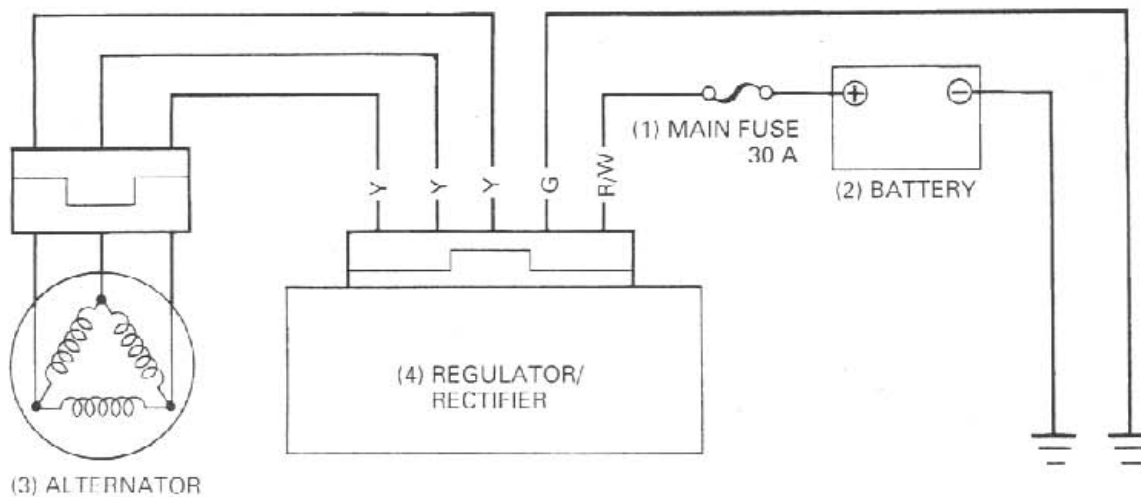 (1) MAIN FUSE
30 A
(2) BATTERY
Y
Y
Y
G
R/W
(4) REGULATOR/
RECTIFIER
(3) ALTERNATOR